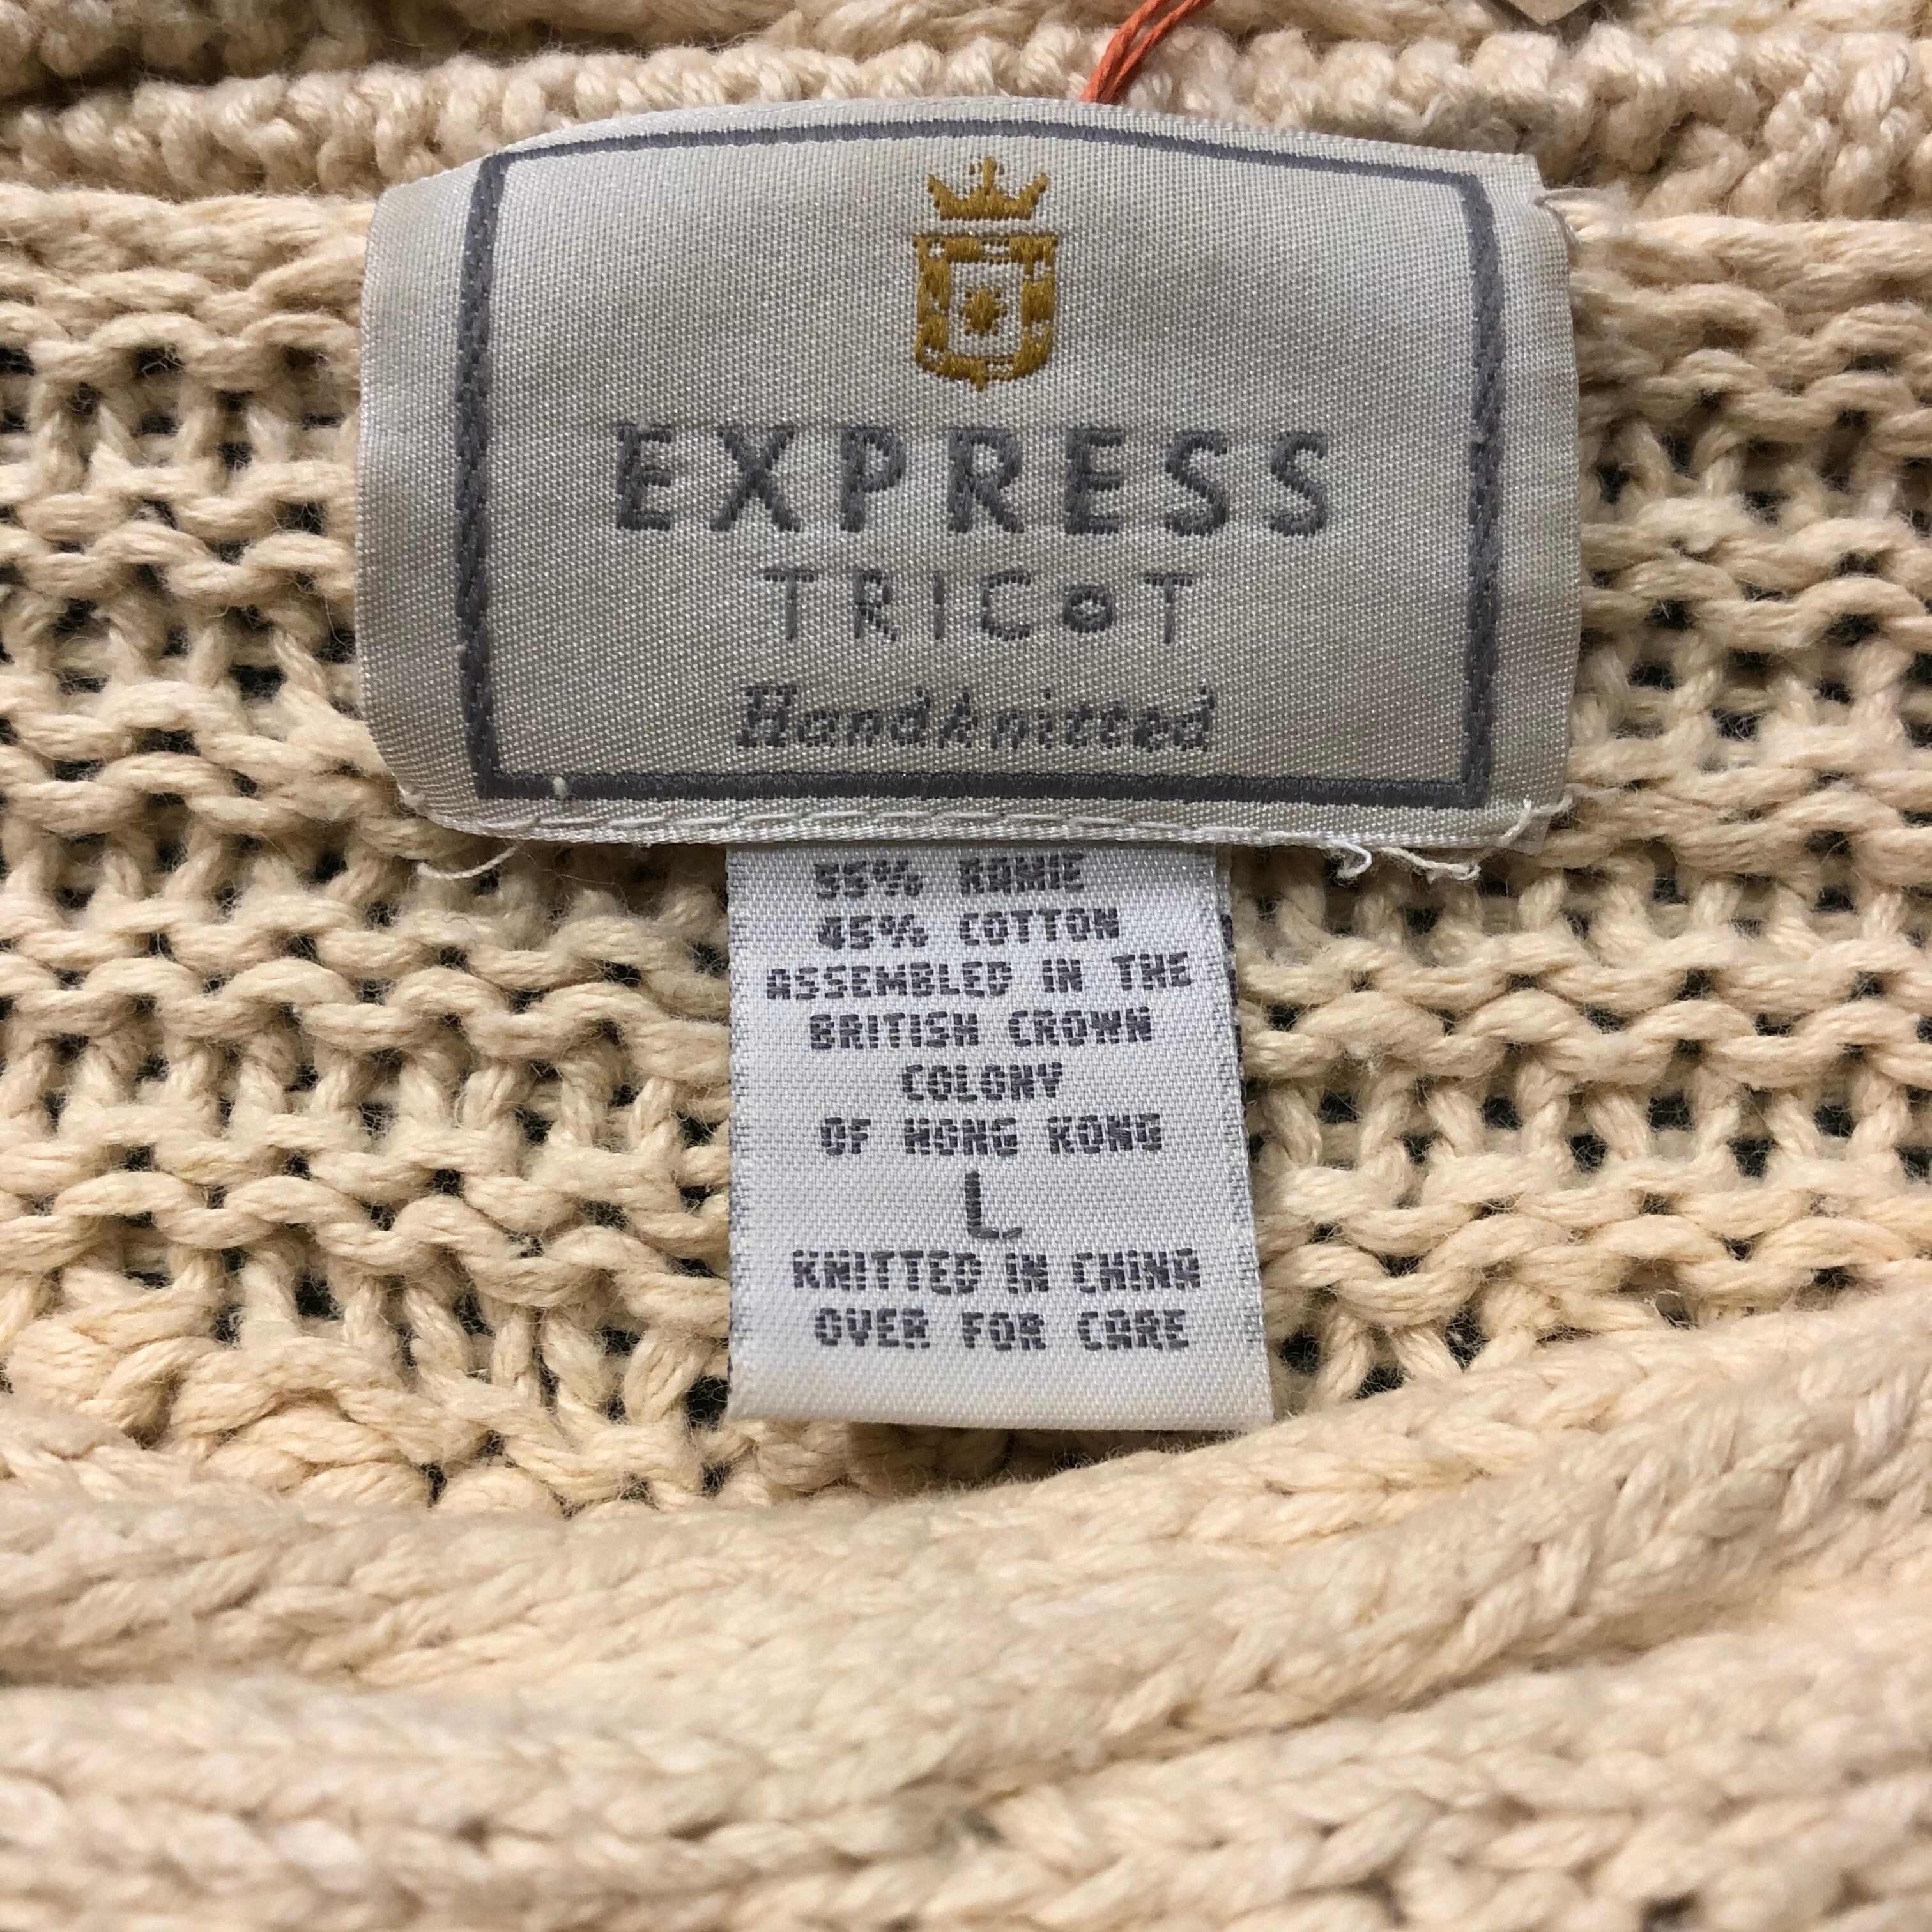 EXPRESS
TRICOT
Handknitted
55% RAMIE
45% COTTON
ASSEMBLED IN THE
BRITISH CROWN
COLONY
OF HONG KONG
L
KNITTED IN CHINA
OVER FOR CARE